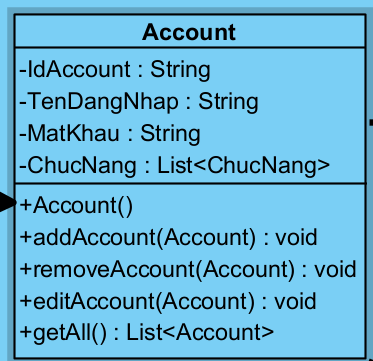 Account
-IdAccount : String
-TenDangNhap : String
-MatKhau : String
-ChucNang : List<ChucNang>
+Account()
+addAccount(Account) : void
+removeAccount(Account) : void
+editAccount(Account) : void
+getAll() : List<Account>